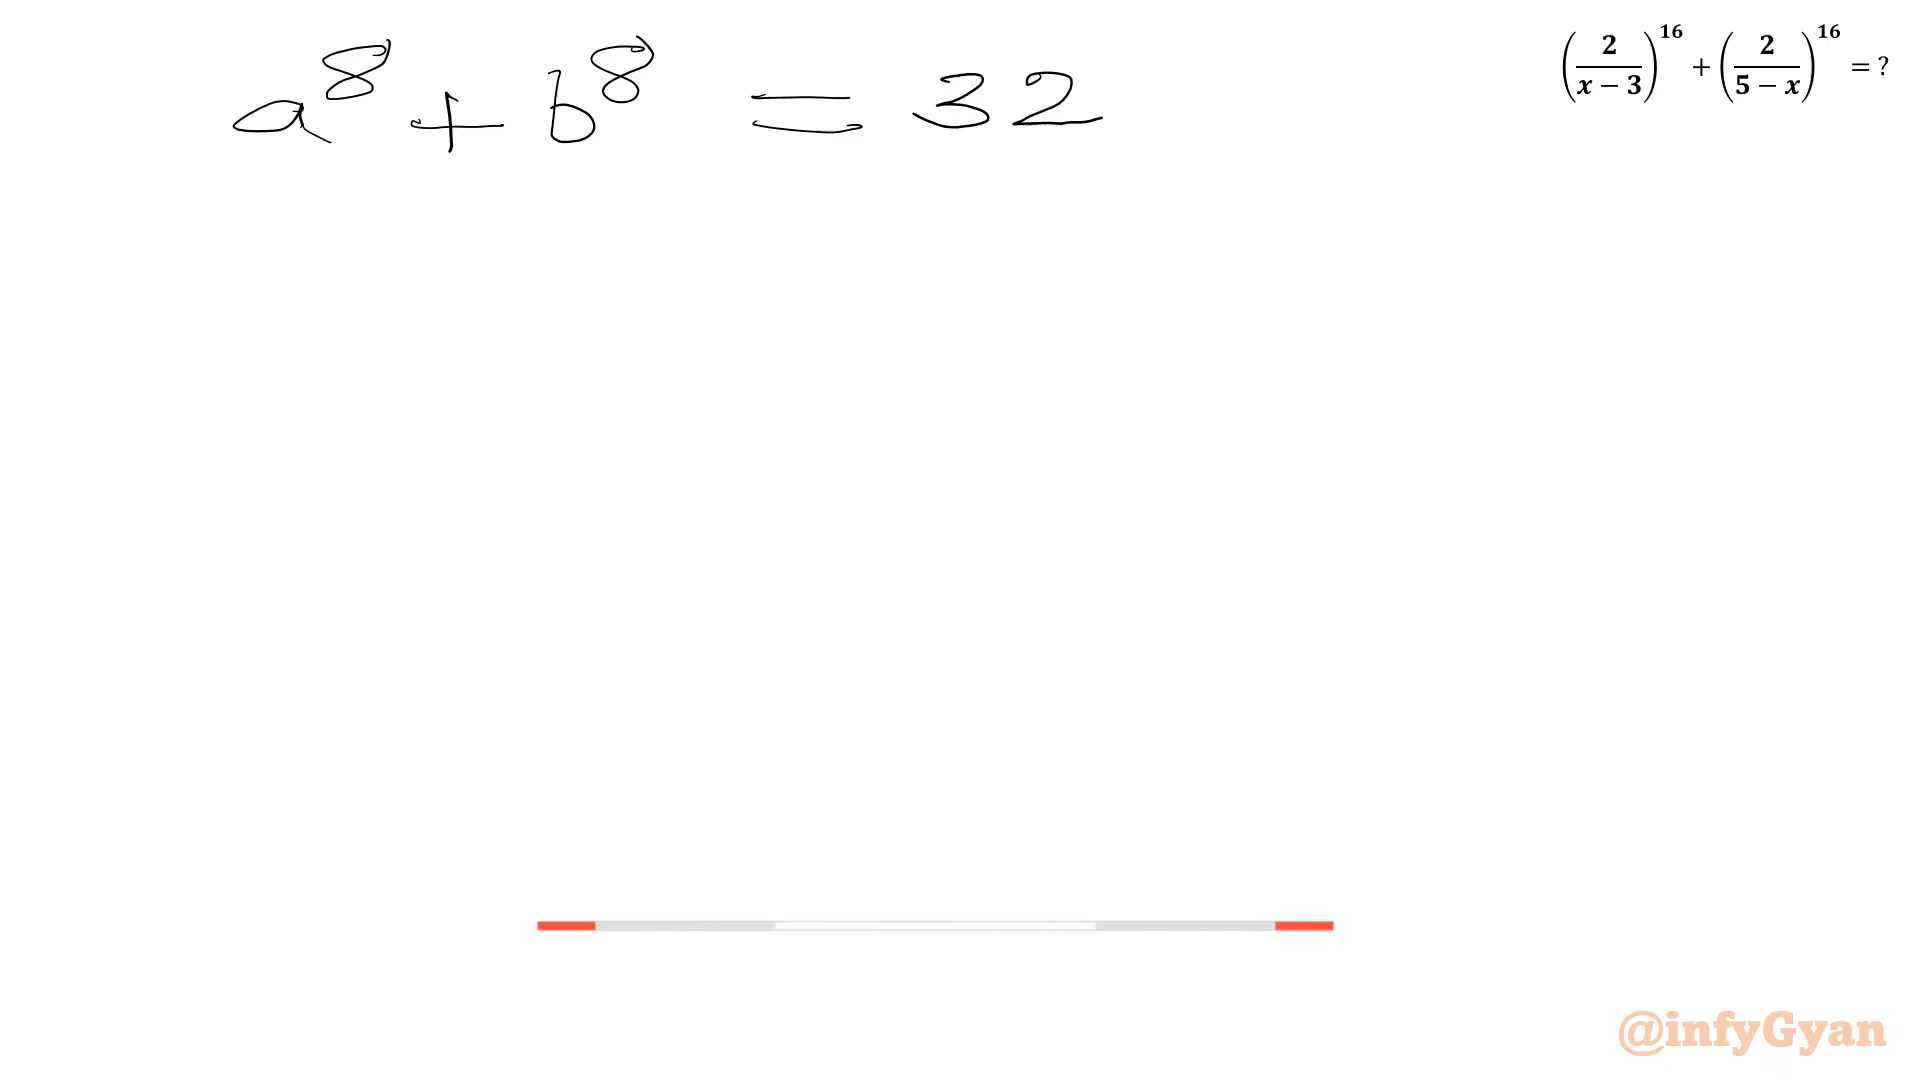 a⁸ + b⁸ = 32
(2/(x − 3))¹⁶ + (2/(5 − x))¹⁶ = ?
@infyGyan